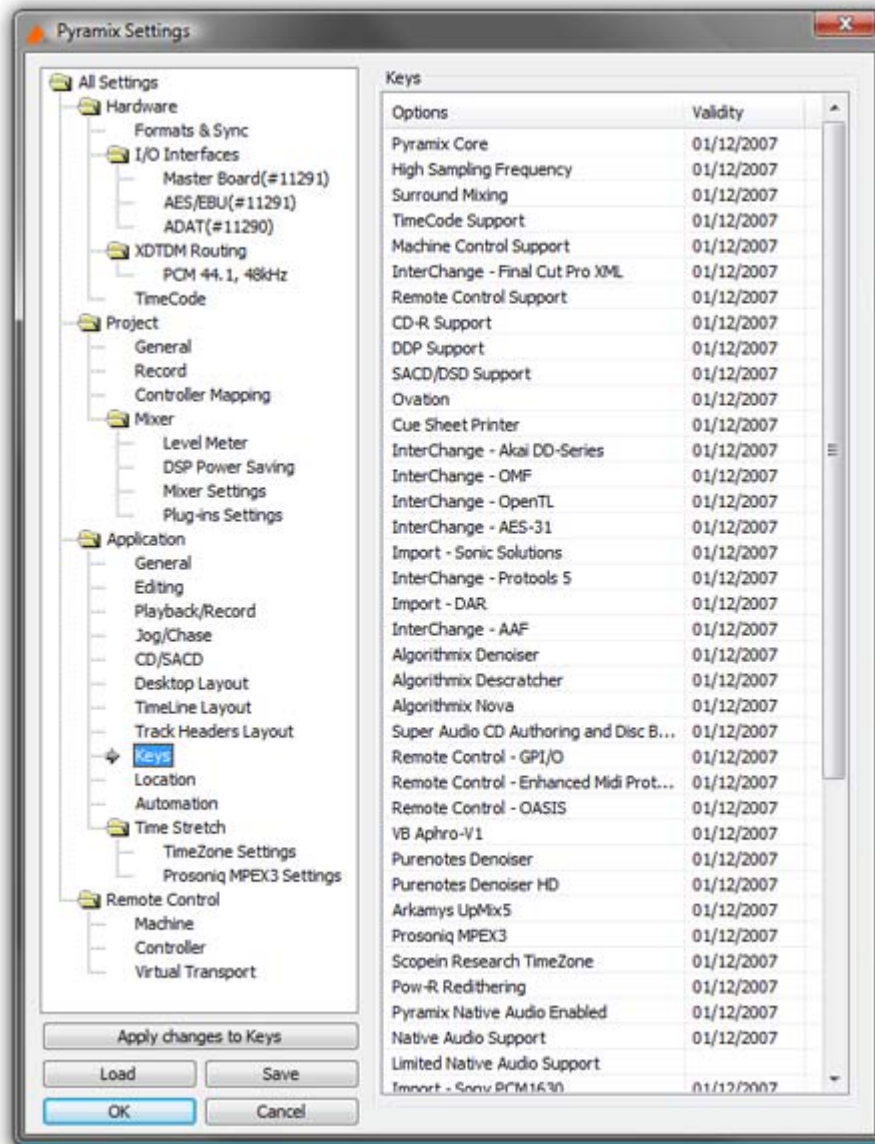 Pyramix Settings
All Settings
Hardware
Formats & Sync
I/O Interfaces
Master Board(#11291)
AES/EBU(#11291)
ADAT(#11290)
XDTDM Routing
PCM 44.1, 48kHz
TimeCode
Project
General
Record
Controller Mapping
Mixer
Level Meter
DSP Power Saving
Mixer Settings
Plug-ins Settings
Application
General
Editing
Playback/Record
Jog/Chase
CD/SACD
Desktop Layout
TimeLine Layout
Track Headers Layout
Keys
Location
Automation
Time Stretch
TimeZone Settings
Prosoniq MPEX3 Settings
Remote Control
Machine
Controller
Virtual Transport
Apply changes to Keys
Load Save
OK Cancel
Keys
Options Validity
Pyramix Core 01/12/2007
High Sampling Frequency 01/12/2007
Surround Mixing 01/12/2007
TimeCode Support 01/12/2007
Machine Control Support 01/12/2007
InterChange - Final Cut Pro XML 01/12/2007
Remote Control Support 01/12/2007
CD-R Support 01/12/2007
DDP Support 01/12/2007
SACD/DSD Support 01/12/2007
Ovation 01/12/2007
Cue Sheet Printer 01/12/2007
InterChange - Akai DD-Series 01/12/2007
InterChange - OMF 01/12/2007
InterChange - OpenTL 01/12/2007
InterChange - AES-31 01/12/2007
Import - Sonic Solutions 01/12/2007
InterChange - Protools 5 01/12/2007
Import - DAR 01/12/2007
InterChange - AAF 01/12/2007
Algorithmix Denoiser 01/12/2007
Algorithmix Descratcher 01/12/2007
Algorithmix Nova 01/12/2007
Super Audio CD Authoring and Disc B... 01/12/2007
Remote Control - GPI/O 01/12/2007
Remote Control - Enhanced Midi Prot... 01/12/2007
Remote Control - OASIS 01/12/2007
VB Aphro-V1 01/12/2007
Purenotes Denoiser 01/12/2007
Purenotes Denoiser HD 01/12/2007
Arkamys UpMix5 01/12/2007
Prosoniq MPEX3 01/12/2007
Scopein Research TimeZone 01/12/2007
Pow-R Redithering 01/12/2007
Pyramix Native Audio Enabled 01/12/2007
Native Audio Support 01/12/2007
Limited Native Audio Support
Import - Sony PCM1630 01/12/2007